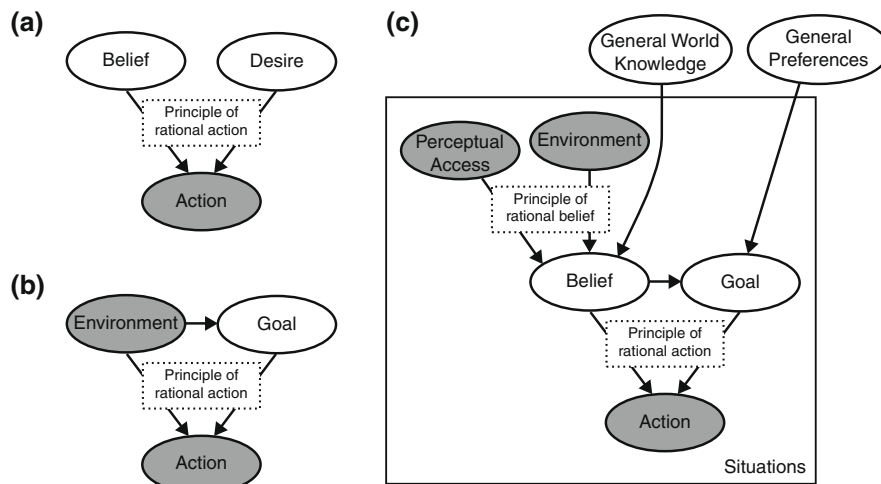 (a)
Belief
Desire
Principle of
rational action
Action
(b)
Environment
Goal
Principle of
rational action
Action
(c)
General World
Knowledge
General
Preferences
Perceptual
Access
Environment
Principle of
rational belief
Belief
Goal
Principle of
rational action
Action
Situations